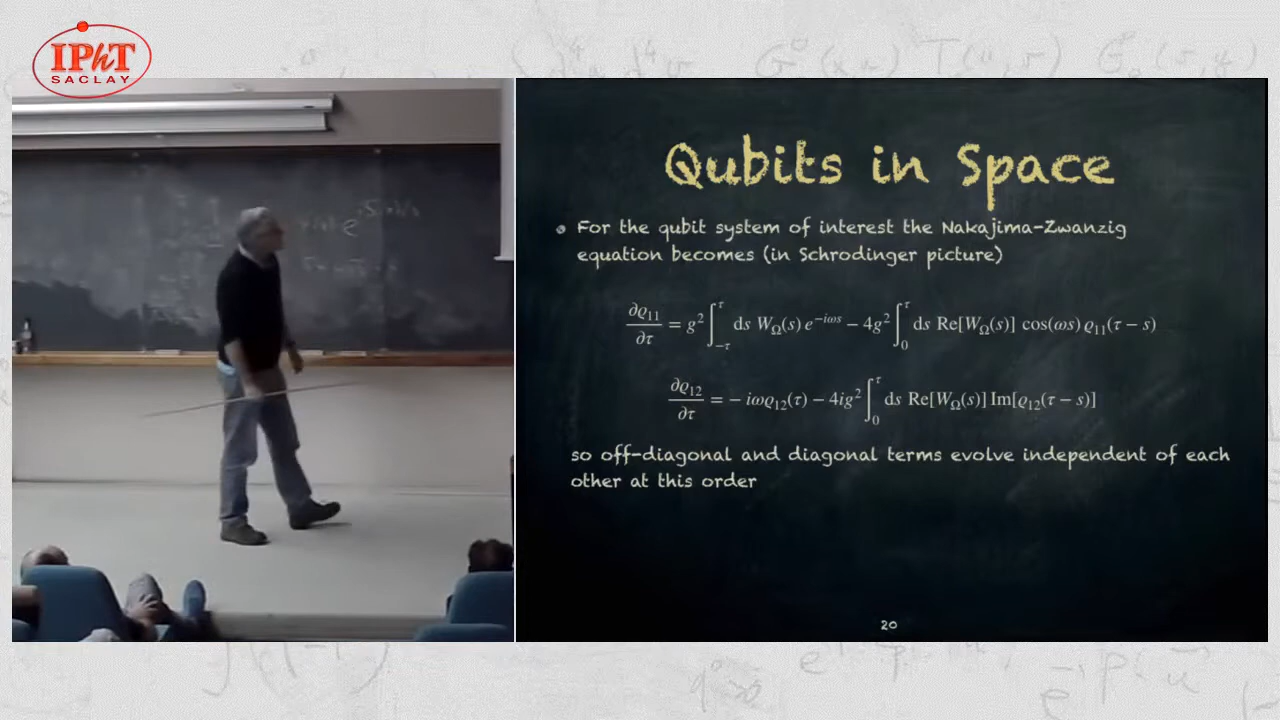 IPhT
SACLAY
Qubits in Space
For the qubit system of interest the Nakajima-Zwanzig
equation becomes (in Schrodinger picture)
∂ϱ₁₁/∂τ = g² ∫_{−τ}^{τ} ds W_Ω(s) e^{−iωs} − 4g² ∫_0^τ ds Re[W_Ω(s)] cos(ωs) ϱ₁₁(τ − s)
∂ϱ₁₂/∂τ = − iωϱ₁₂(τ) − 4ig² ∫_0^τ ds Re[W_Ω(s)] Im[ϱ₁₂(τ − s)]
so off-diagonal and diagonal terms evolve independent of each
other at this order
20